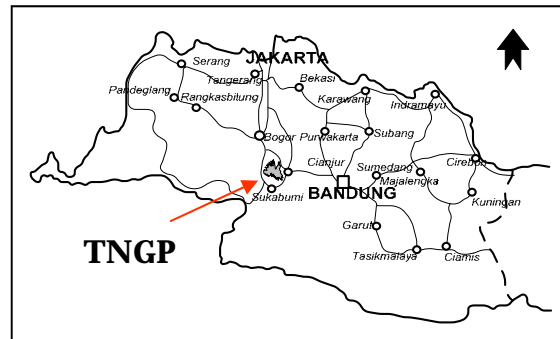 JAKARTA
Serang
Tangerang
Bekasi
Pandeglang
Rangkasbitung
Karawang
Indramayu
Bogor
Purwakarta
Subang
Cianjur
Sumedang
Cirebon
Majalengka
Sukabumi
BANDUNG
Kuningan
TNGP
Garut
Tasikmalaya
Ciamis